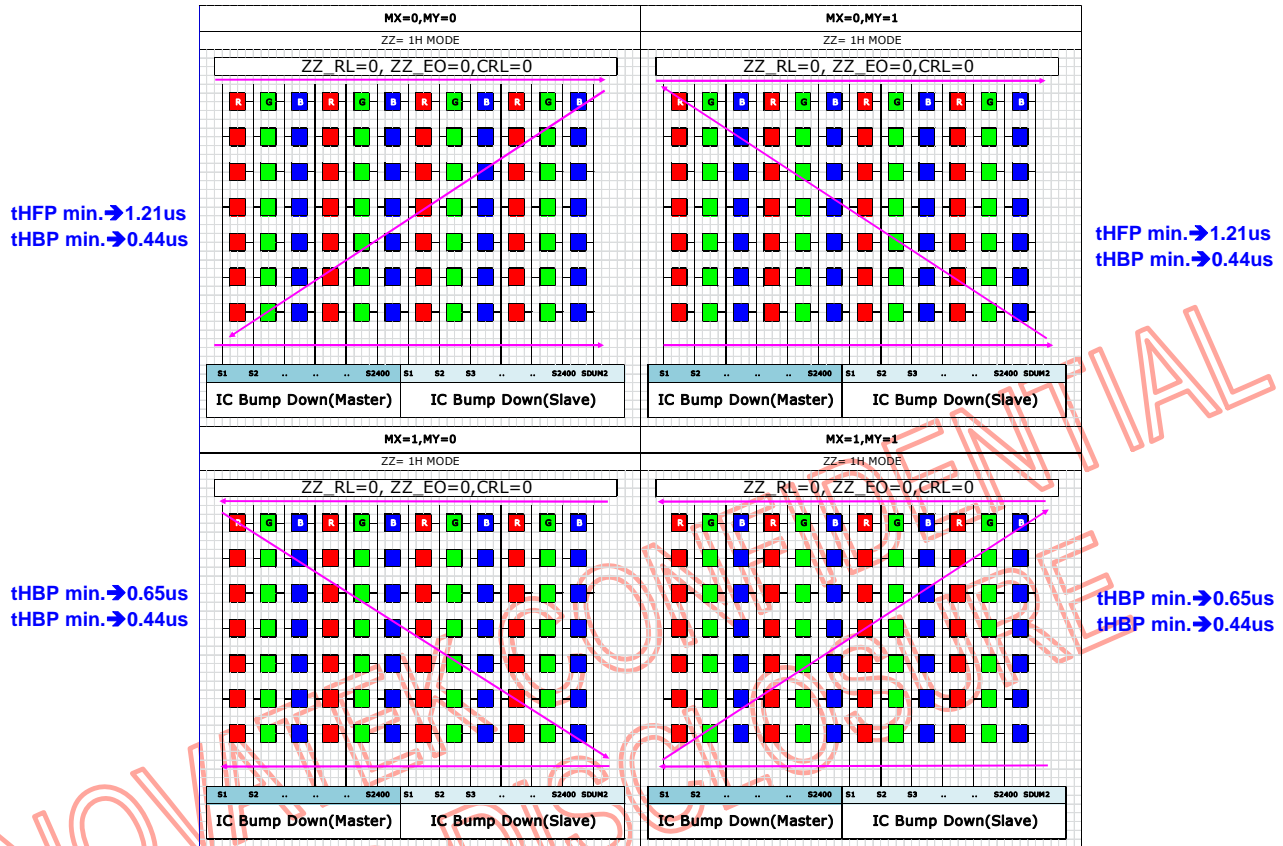 MX=0,MY=0 MX=0,MY=1
ZZ= 1H MODE ZZ= 1H MODE
ZZ_RL=0, ZZ_EO=0,CRL=0 ZZ_RL=0, ZZ_EO=0,CRL=0
R G B R G B R G B R G B R G B R G B R G B R G B
tHFP min.➔1.21us
tHBP min.➔0.44us
tHFP min.➔1.21us
tHBP min.➔0.44us
S1 S2 .. .. .. S2400 S1 S2 S3 .. .. S2400 SDUM2 S1 S2 .. .. .. S2400 S1 S2 S3 .. .. S2400 SDUM2
IC Bump Down(Master) IC Bump Down(Slave) IC Bump Down(Master) IC Bump Down(Slave)
MX=1,MY=0 MX=1,MY=1
ZZ= 1H MODE ZZ= 1H MODE
ZZ_RL=0, ZZ_EO=0,CRL=0 ZZ_RL=0, ZZ_EO=0,CRL=0
R G B R G B R G B R G B R G B R G B R G B R G B
tHBP min.➔0.65us
tHBP min.➔0.44us
tHBP min.➔0.65us
tHBP min.➔0.44us
S1 S2 .. .. .. S2400 S1 S2 S3 .. .. S2400 SDUM2 S1 S2 .. .. .. S2400 S1 S2 S3 .. .. S2400 SDUM2
IC Bump Down(Master) IC Bump Down(Slave) IC Bump Down(Master) IC Bump Down(Slave)
NOVATEK CONFIDENTIAL
DISCLOSURE